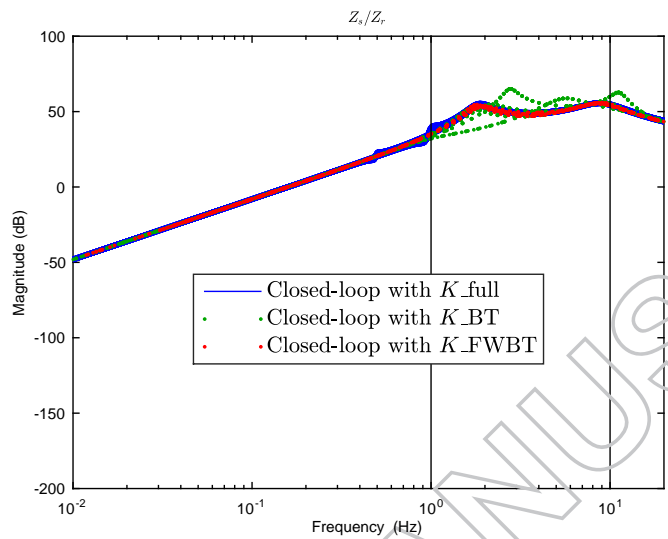 Z_s/Z_r
100
50
0
-50
-100
-150
-200
Magnitude (dB)
Closed-loop with K_full
Closed-loop with K_BT
Closed-loop with K_FWBT
10^-2
10^-1
10^0
10^1
Frequency (Hz)
NUS